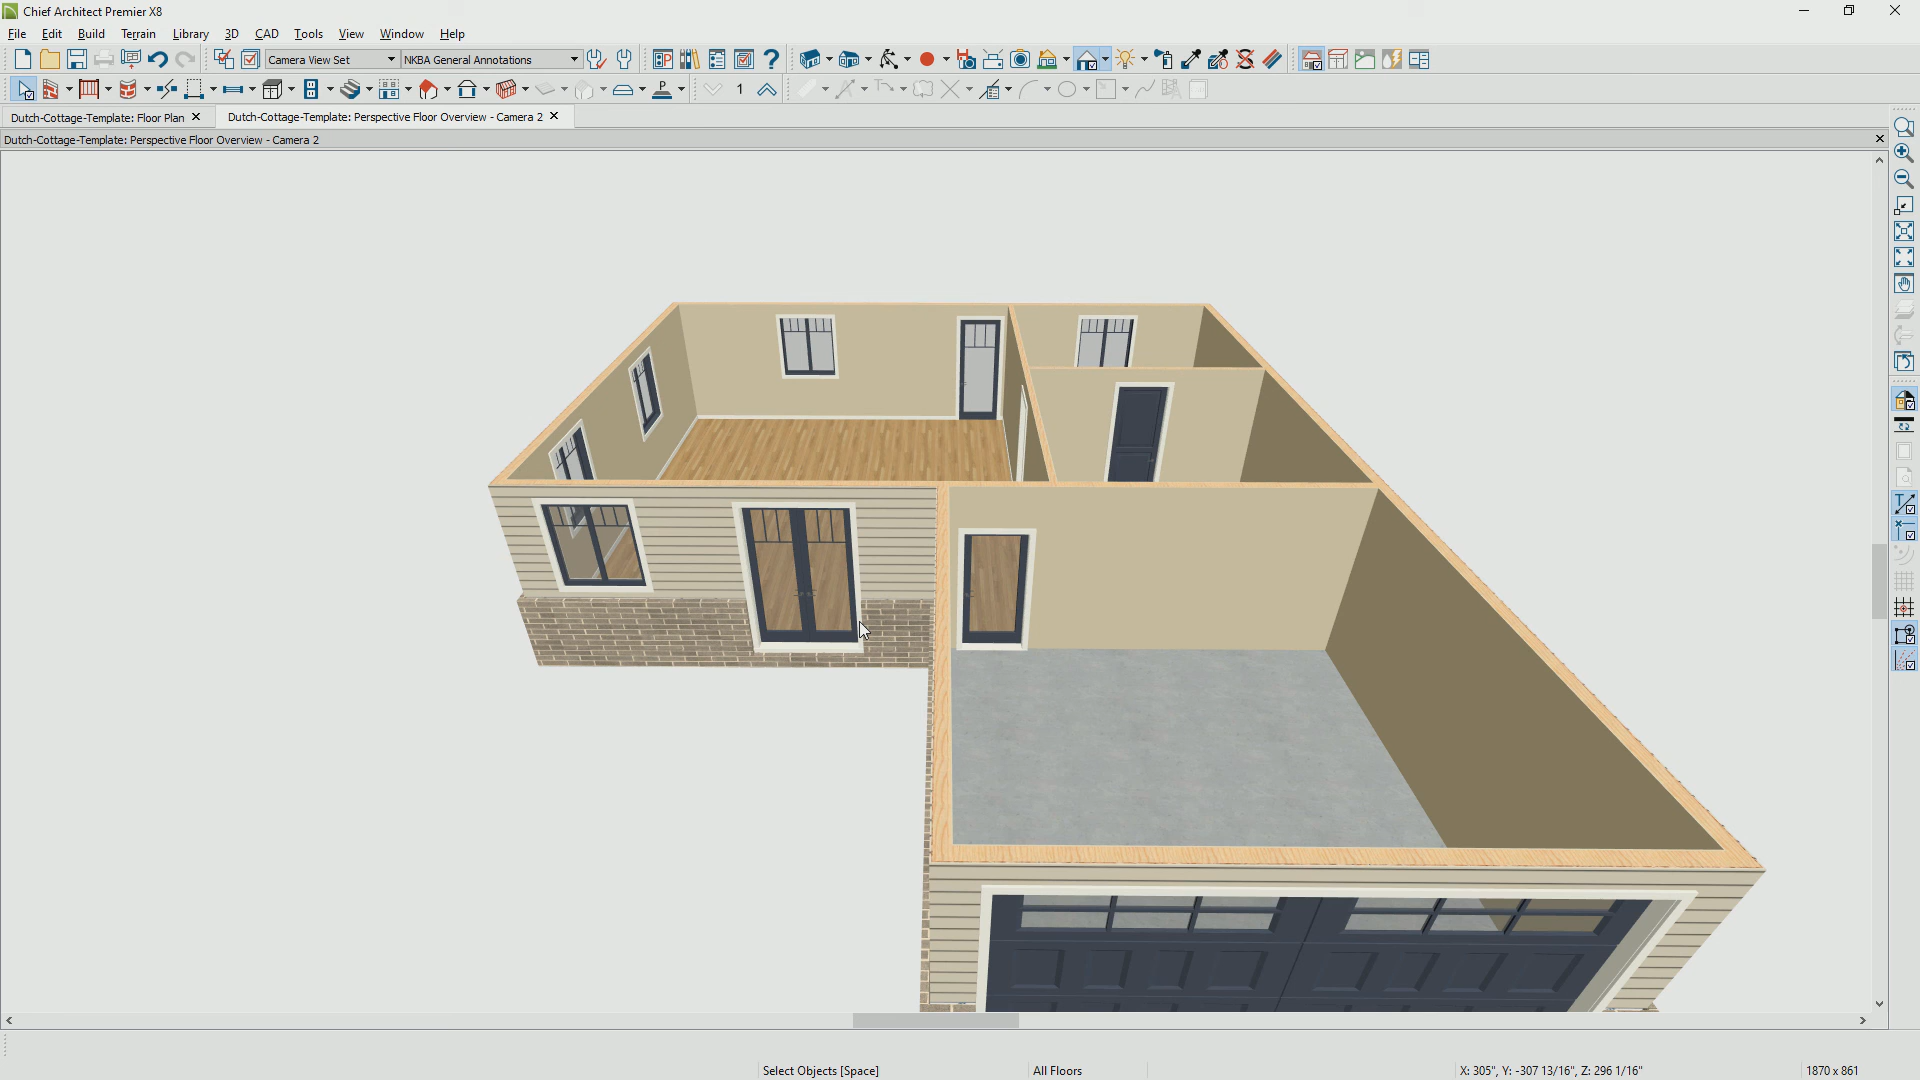 Chief Architect Premier X8
File Edit Build Terrain Library 3D CAD Tools View Window Help
Camera View Set NKBA General Annotations
1
Dutch-Cottage-Template: Floor Plan Dutch-Cottage-Template: Perspective Floor Overview - Camera 2
Dutch-Cottage-Template: Perspective Floor Overview - Camera 2
Select Objects [Space] All Floors X: 305", Y: -307 13/16", Z: 296 1/16" 1870 x 861